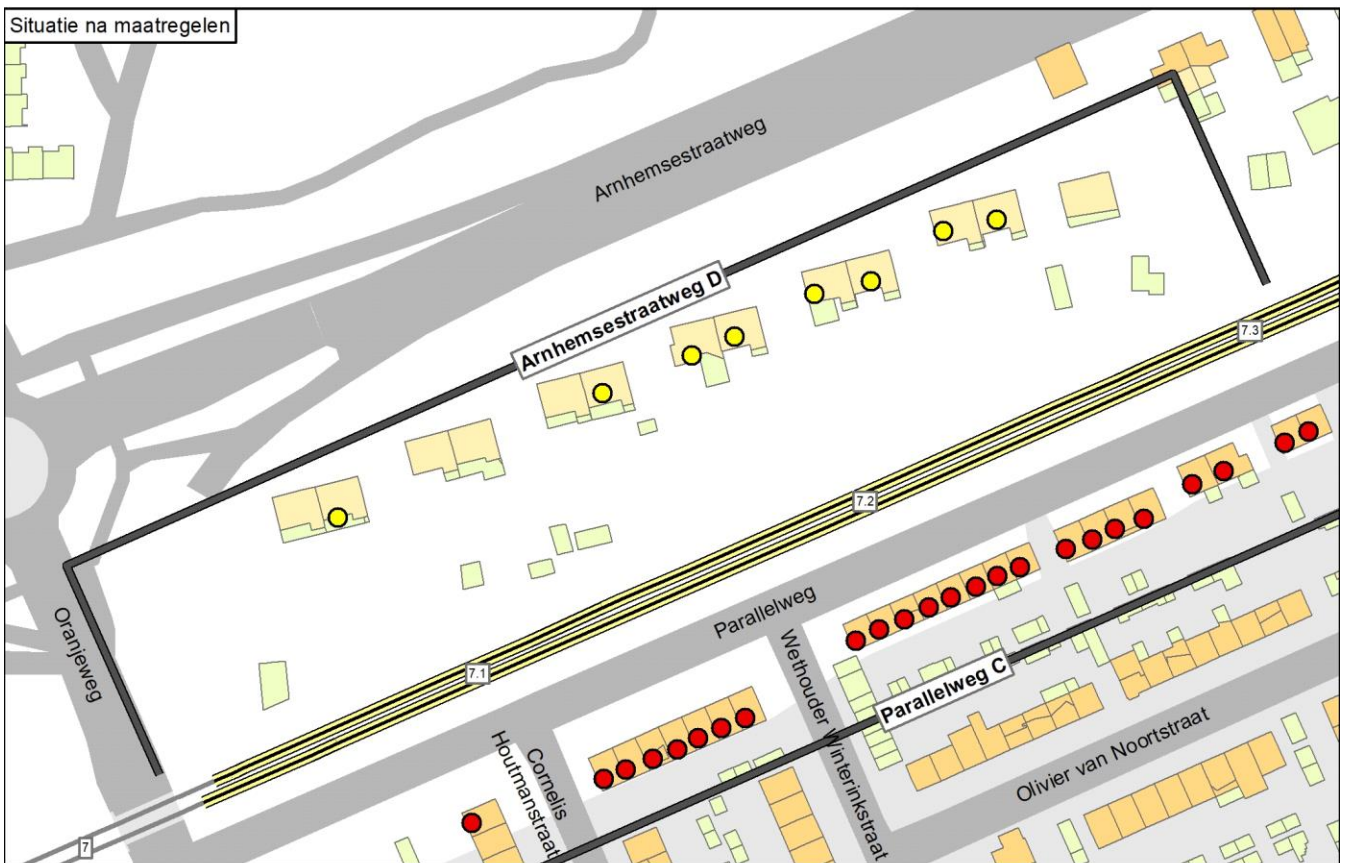 Situatie na maatregelen
Arnhemsestraatweg
Arnhemsestraatweg D
7.3
7.2
Parallelweg
Oranjeweg
7.1
Wethouder Winterinkstraat
Parallelweg C
Cornelis
Houtmanstraat
Olivier van Noortstraat
7